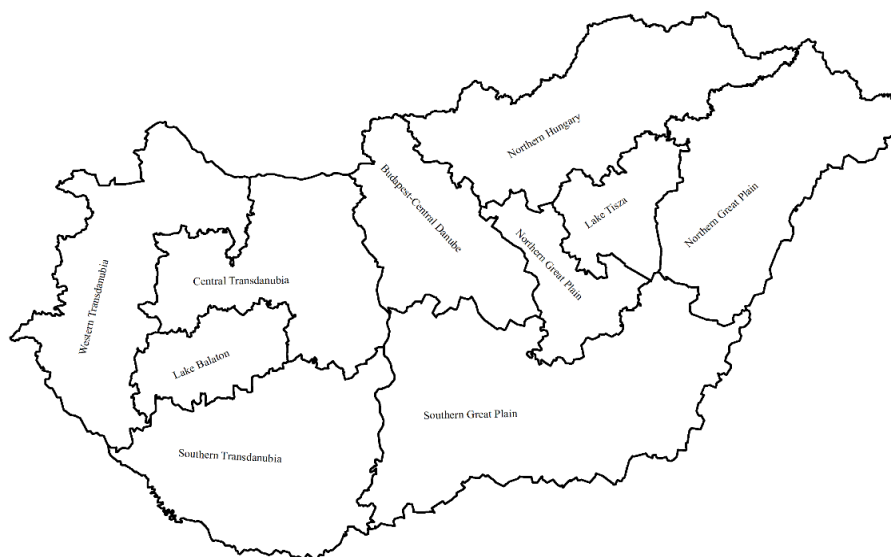 Northern Hungary
Budapest-Central Danube
Lake Tisza
Northern Great Plain
Northern Great Plain
Central Transdanubia
Western Transdanubia
Lake Balaton
Southern Great Plain
Southern Transdanubia